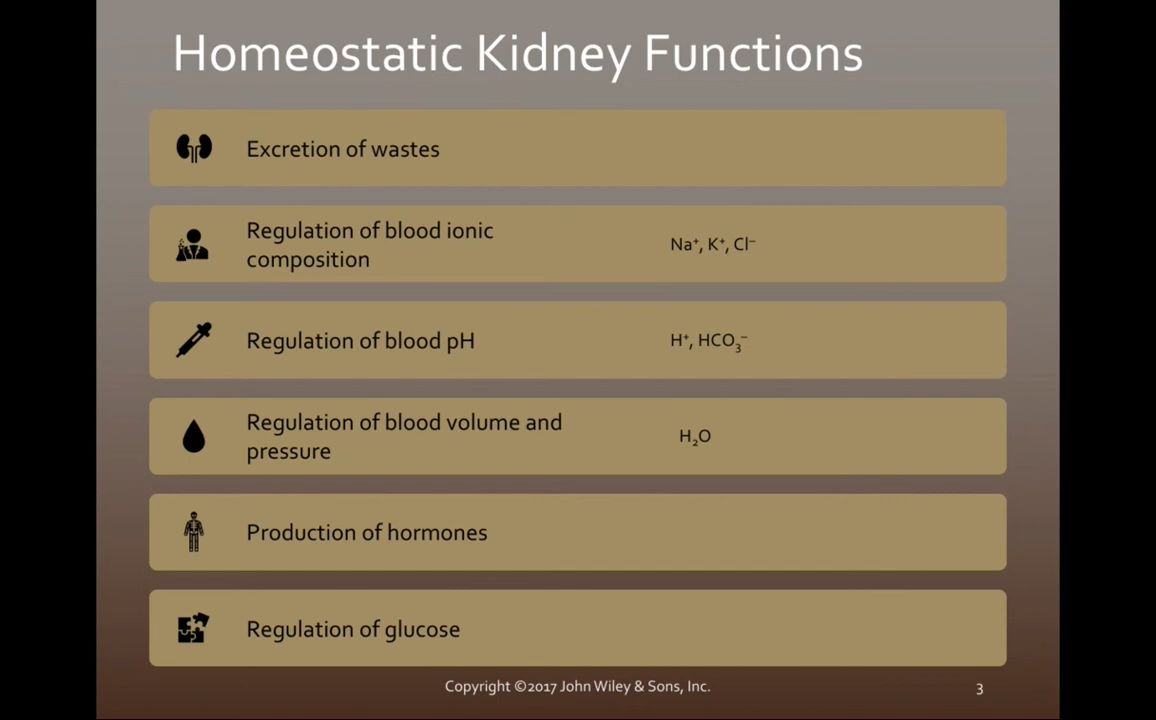 Homeostatic Kidney Functions
Excretion of wastes
Regulation of blood ionic
composition
Na⁺, K⁺, Cl⁻
Regulation of blood pH
H⁺, HCO₃⁻
Regulation of blood volume and
pressure
H₂O
Production of hormones
Regulation of glucose
Copyright ©2017 John Wiley & Sons, Inc.
3